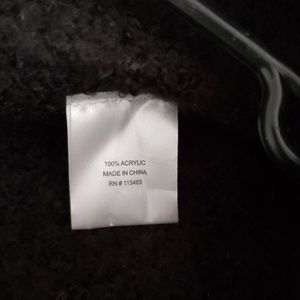 100% ACRYLIC
MADE IN CHINA
RN # 115485